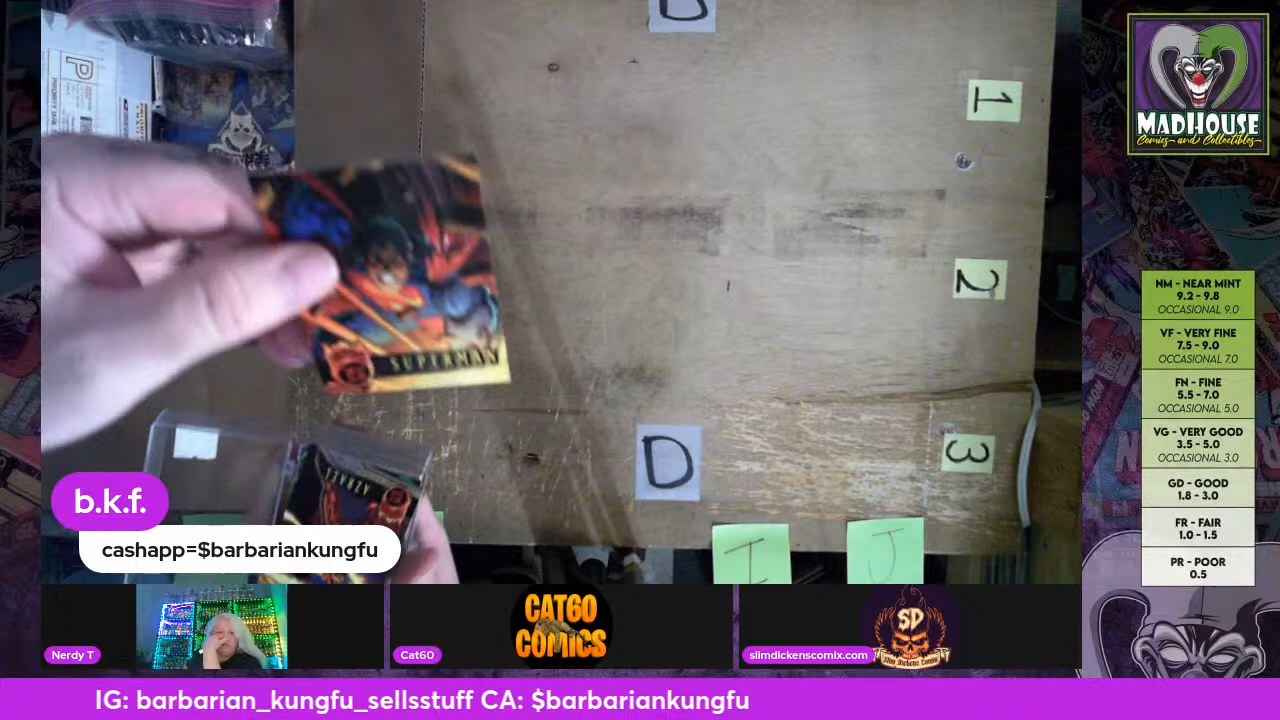 D
1
2
3
D
I
J
P
SUPERMAN
AZRAEL
MADHOUSE
Comics and Collectibles
NM - NEAR MINT
9.2 - 9.8
OCCASIONAL 9.0
VF - VERY FINE
7.5 - 9.0
OCCASIONAL 7.0
FN - FINE
5.5 - 7.0
OCCASIONAL 5.0
VG - VERY GOOD
3.5 - 5.0
OCCASIONAL 3.0
GD - GOOD
1.8 - 3.0
FR - FAIR
1.0 - 1.5
PR - POOR
0.5
b.k.f.
cashapp=$barbariankungfu
Nerdy T
CAT60
COMICS
Cat60
SD
Slim Dickens Comix
slimdickenscomix.com
IG: barbarian_kungfu_sellsstuff CA: $barbariankungfu